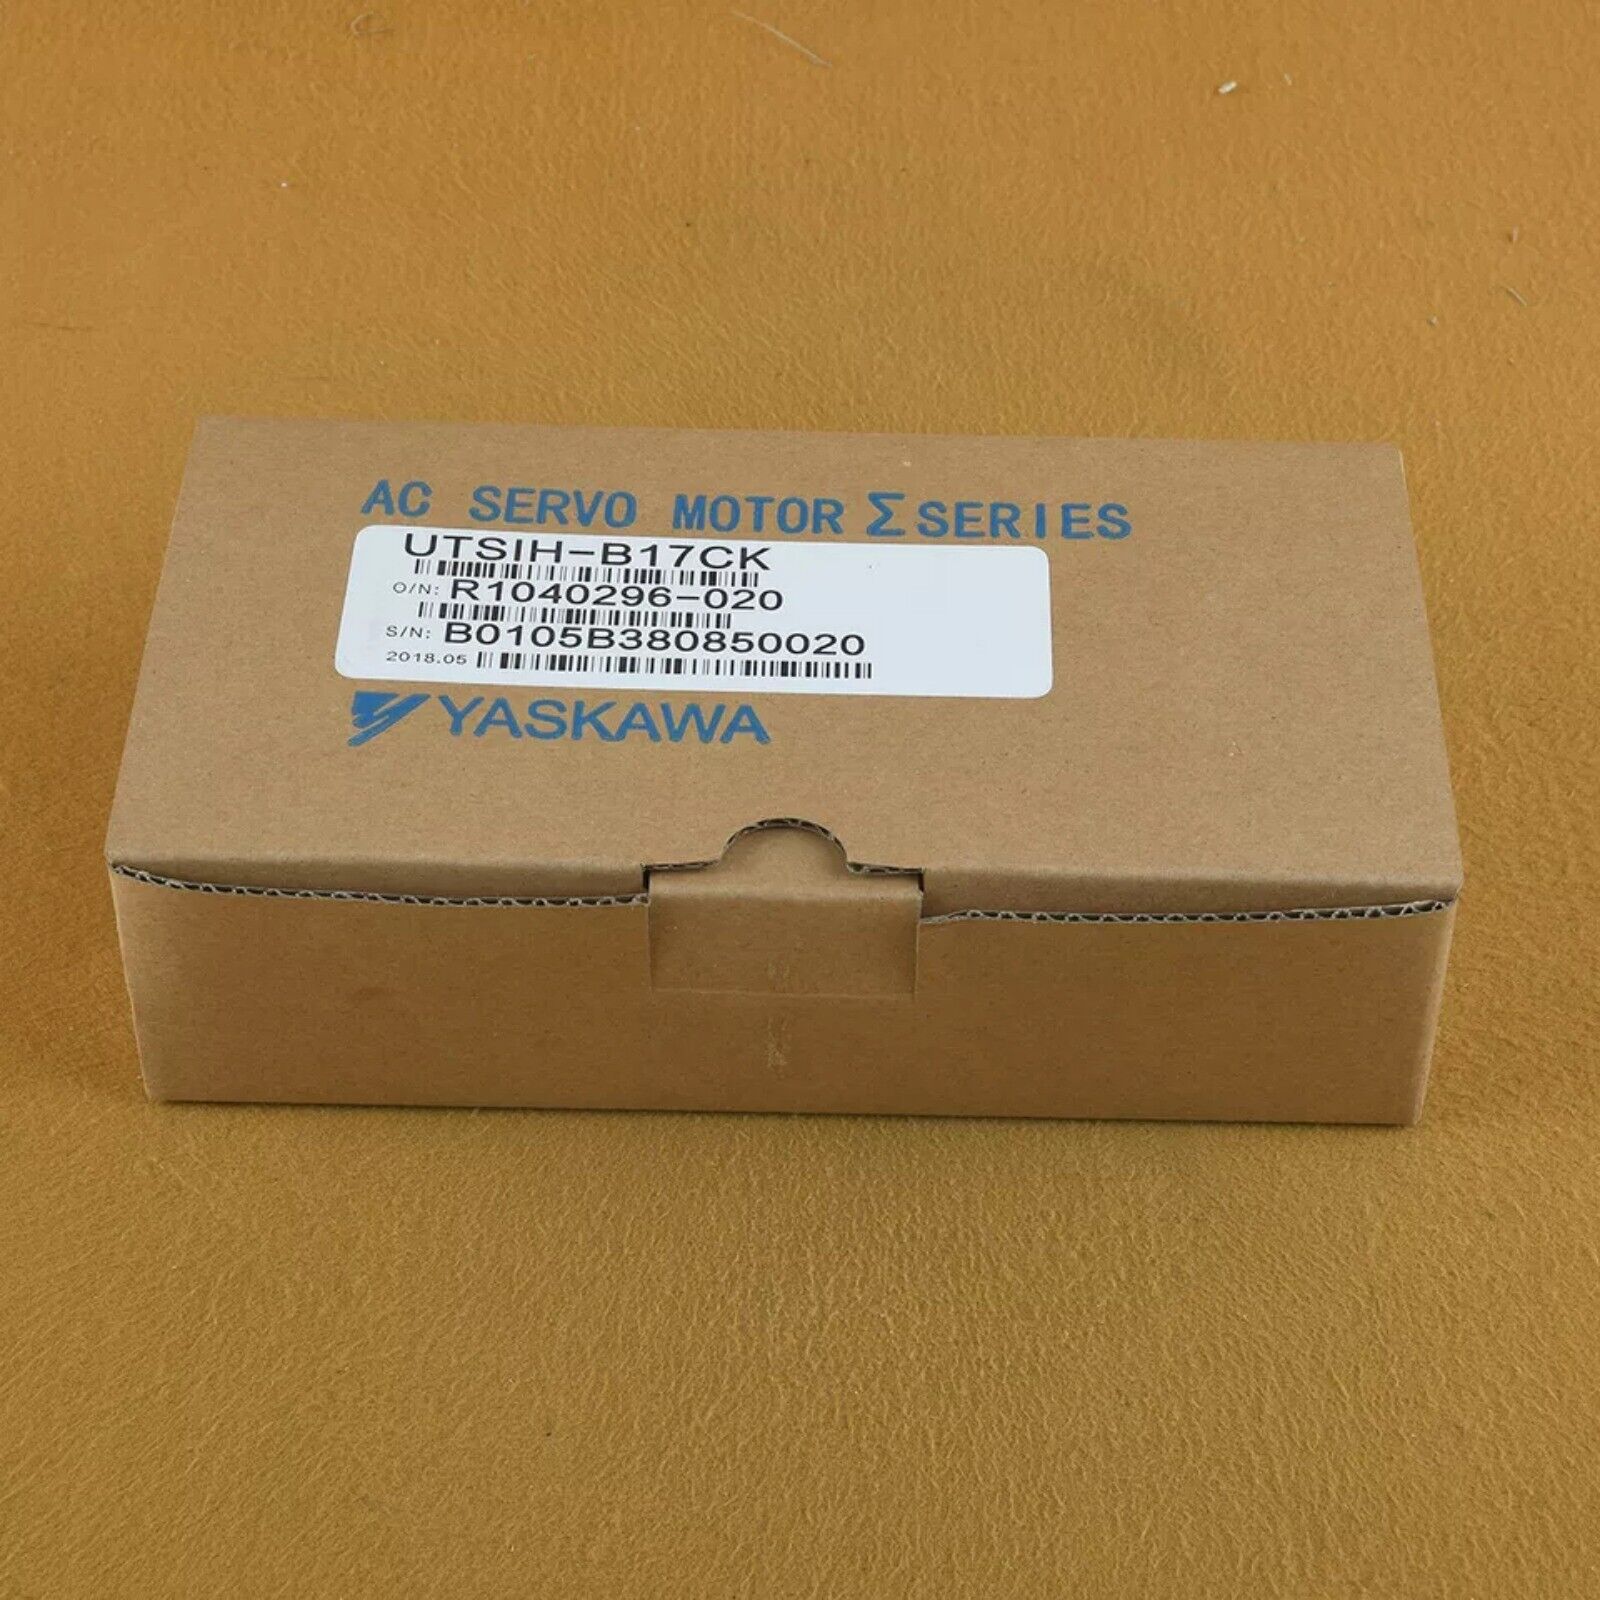 AC SERVO MOTOR Σ SERIES
UTSIH-B17CK
O/N: R1040296-020
S/N: B0105B380850020
2018.05
YASKAWA